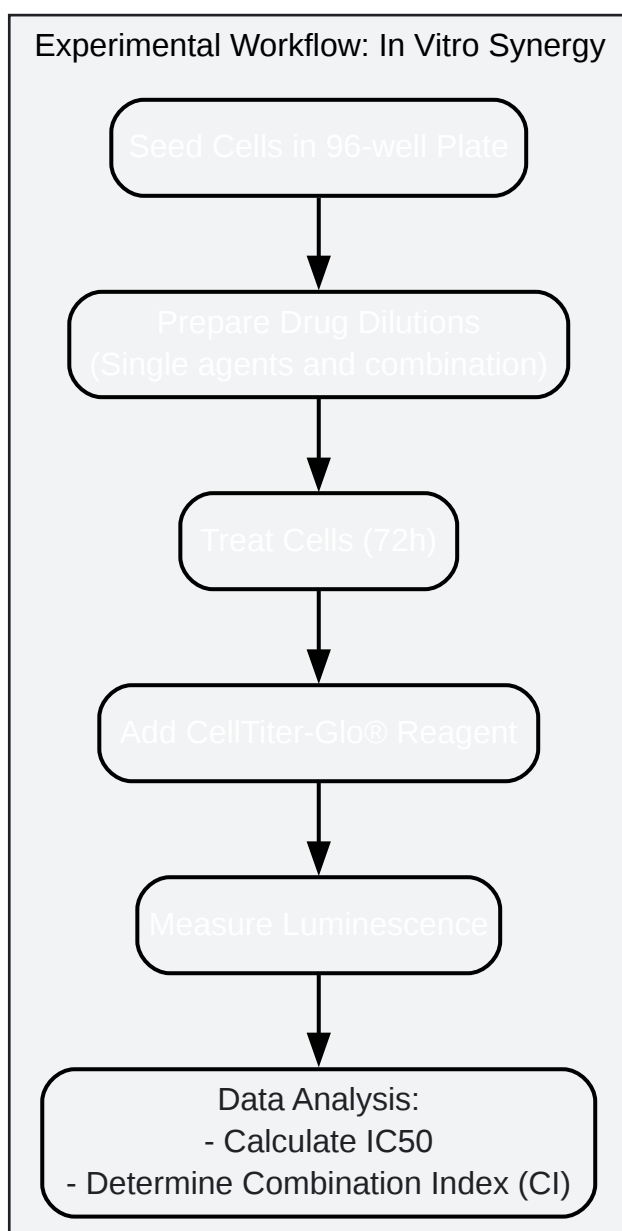 Experimental Workflow: In Vitro Synergy
Seed Cells in 96-well Plate
Prepare Drug Dilutions
(Single agents and combination)
Treat Cells (72h)
Add CellTiter-Glo® Reagent
Measure Luminescence
Data Analysis:
- Calculate IC50
- Determine Combination Index (CI)